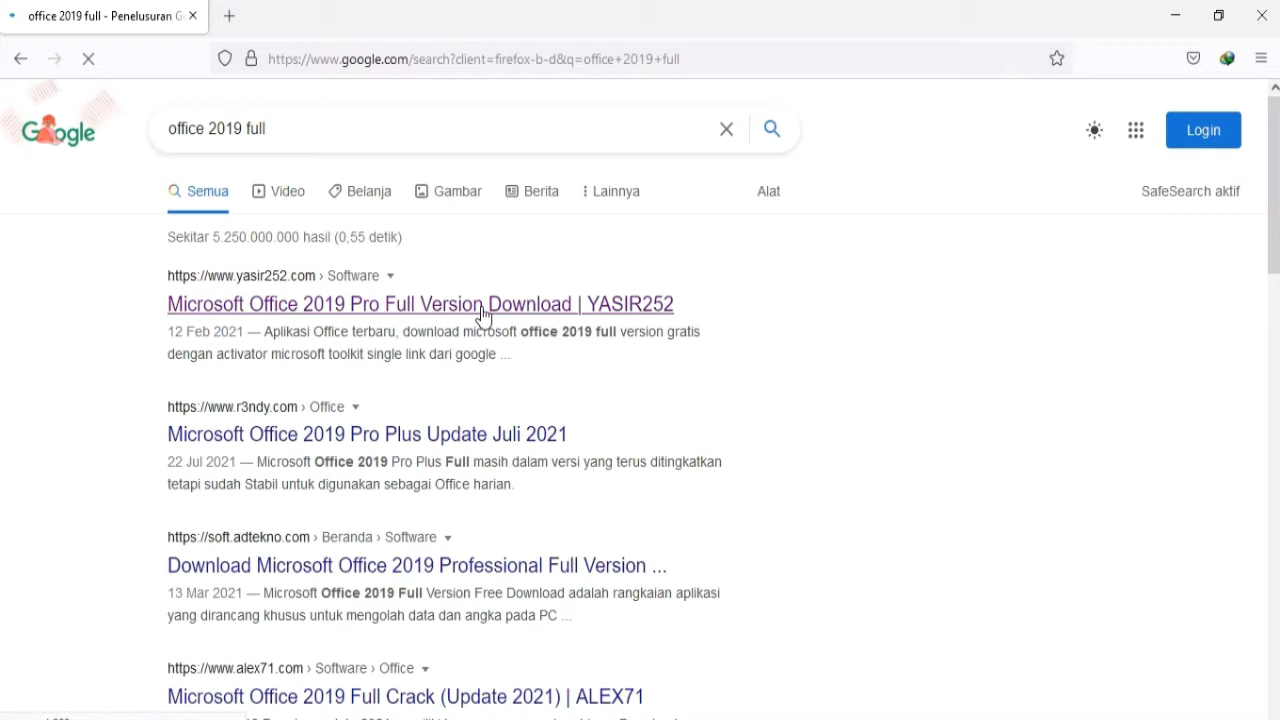 office 2019 full - Penelusuran G
https://www.google.com/search?client=firefox-b-d&q=office+2019+full
Google
office 2019 full
Login
Semua
Video
Belanja
Gambar
Berita
Lainnya
Alat
SafeSearch aktif
Sekitar 5.250.000.000 hasil (0,55 detik)
https://www.yasir252.com › Software
Microsoft Office 2019 Pro Full Version Download | YASIR252
12 Feb 2021 — Aplikasi Office terbaru, download microsoft office 2019 full version gratis
dengan activator microsoft toolkit single link dari google ...
https://www.r3ndy.com › Office
Microsoft Office 2019 Pro Plus Update Juli 2021
22 Jul 2021 — Microsoft Office 2019 Pro Plus Full masih dalam versi yang terus ditingkatkan
tetapi sudah Stabil untuk digunakan sebagai Office harian.
https://soft.adtekno.com › Beranda › Software
Download Microsoft Office 2019 Professional Full Version ...
13 Mar 2021 — Microsoft Office 2019 Full Version Free Download adalah rangkaian aplikasi
yang dirancang khusus untuk mengolah data dan angka pada PC ...
https://www.alex71.com › Software › Office
Microsoft Office 2019 Full Crack (Update 2021) | ALEX71